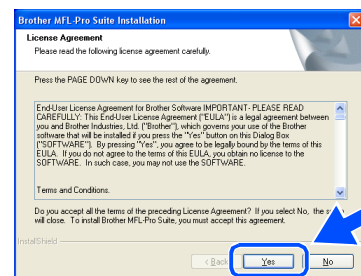 Brother MFL-Pro Suite Installation
License Agreement
Please read the following license agreement carefully.
Press the PAGE DOWN key to see the rest of the agreement.
End-User License Agreement for Brother Software IMPORTANT- PLEASE READ
CAREFULLY: This End-User License Agreement ("EULA") is a legal agreement between
you and Brother Industries, Ltd. ("Brother"), which governs your use of the Brother
software that will be installed if you press the "Yes" button on this Dialog Box
("SOFTWARE"). By pressing "Yes", you agree to be legally bound by the terms of this
EULA. If you do not agree to the terms of this EULA, you obtain no license to the
SOFTWARE. In such case, you may not use the SOFTWARE.
Terms and Conditions.
Do you accept all the terms of the preceding License Agreement? If you select No, the
will close. To install Brother MFL-Pro Suite, you must accept this agreement.
InstallShield
< Back
Yes
No